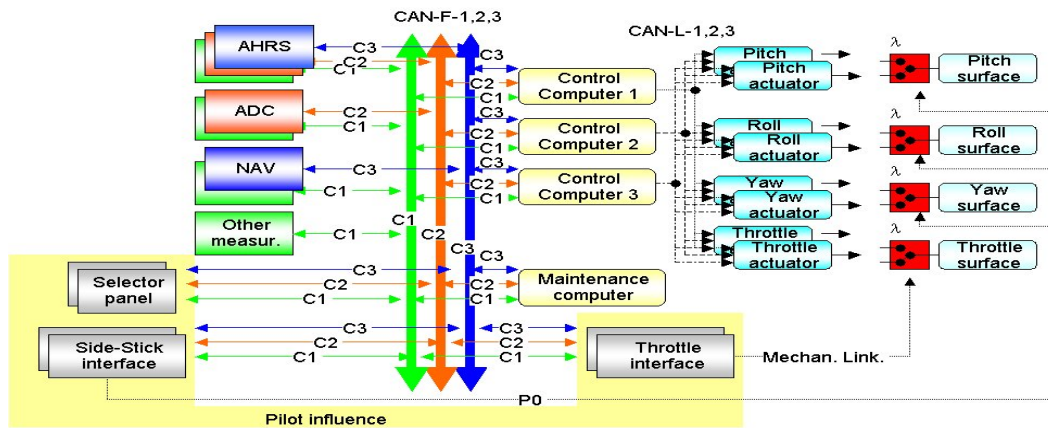 CAN-F-1,2,3
CAN-L-1,2,3
AHRS
C3
C2
C1
ADC
C2
C1
NAV
C3
C1
Other
measur.
C1
C1
C2
C3
C3
C2
C1
Control
Computer 1
C3
C2
C1
Control
Computer 2
C3
C2
C1
Control
Computer 3
Pitch
Pitch
actuator
λ
Pitch
surface
Roll
Roll
actuator
λ
Roll
surface
Yaw
Yaw
actuator
λ
Yaw
surface
Throttle
Throttle
actuator
λ
Throttle
surface
Selector
panel
C3
C2
C1
C3
C2
C1
Maintenance
computer
Side-Stick
interface
C3
C2
C1
C3
C2
C1
Throttle
interface
Mechan. Link.
P0
Pilot influence